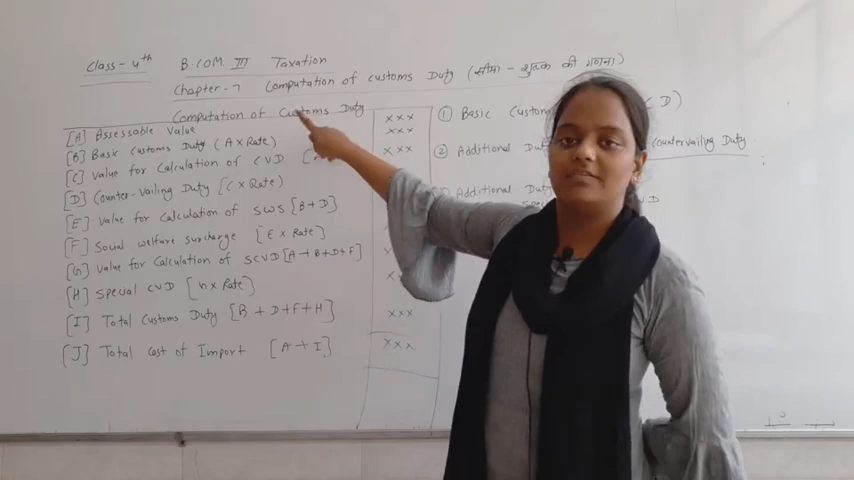 Class-4th B.COM. III Taxation
Chapter-7 Computation of customs Duty (सीमा-शुल्क की गणना)
Computation of Customs Duty
[A] Assessable Value xxx
[B] Basic Customs Duty (A x Rate) xxx
[C] Value for Calculation of CVD xxx
[D] Counter-Vailing Duty [C x Rate)
[E] Value for Calculation of SWS [B+D]
[F] Social welfare surcharge [E x Rate]
[G] Value for Calculation of SCVD [A+B+D+F]
[H] Special CVD [H x Rate)
[I] Total Customs Duty [B + D+F+H] xxx
[J] Total Cost of Import [A+I] xxx
① Basic D)
② Additional Countervailing Duty
Additional Duty